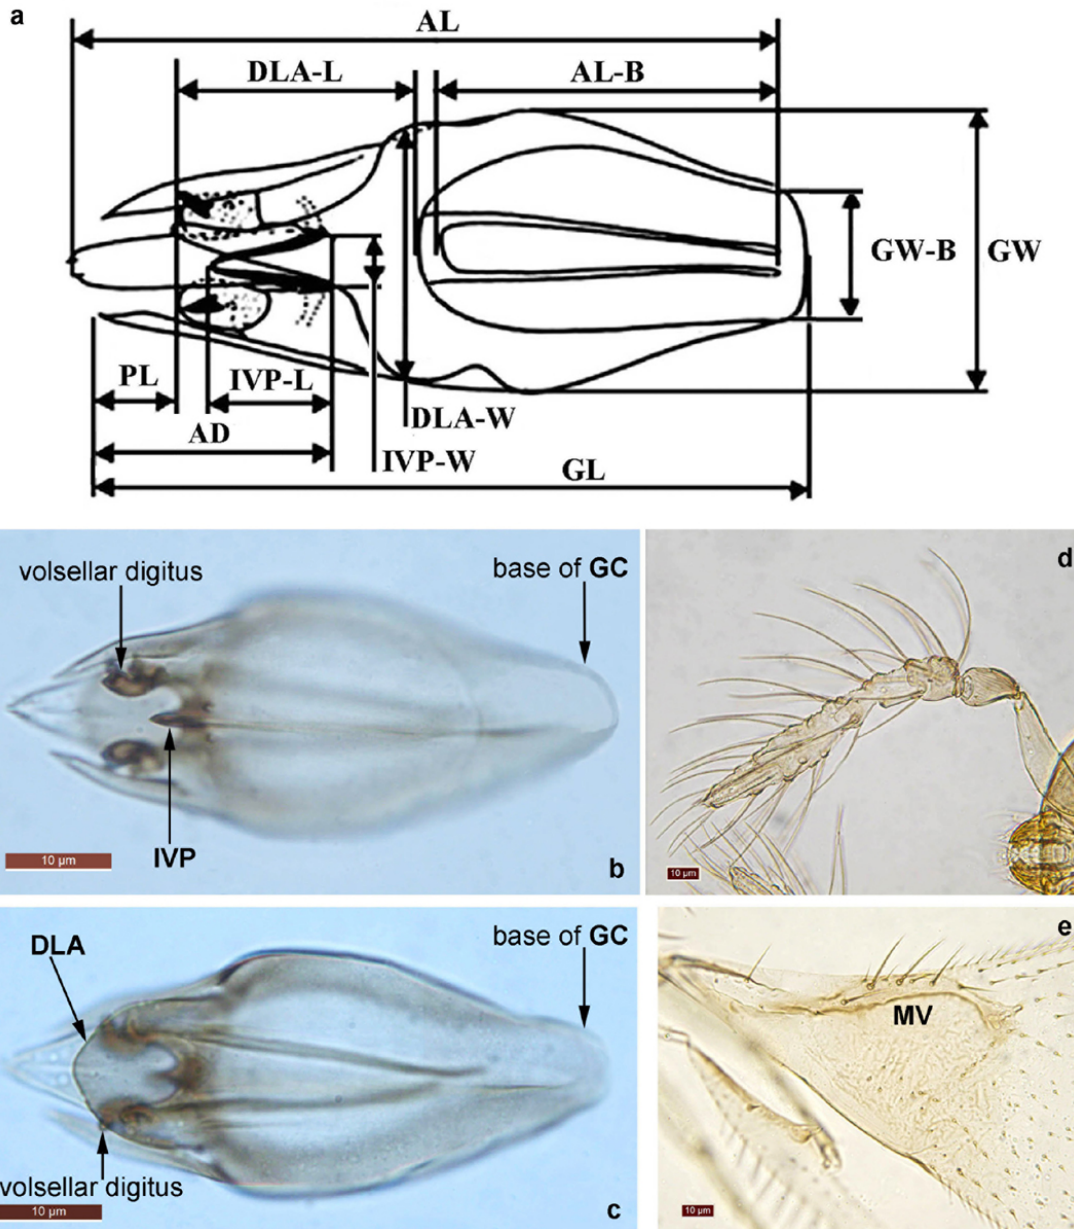 a
AL
DLA-L
AL-B
GW-B
GW
PL
IVP-L
DLA-W
AD
IVP-W
GL
volsellar digitus
base of GC
d
10 µm
IVP
b
10 µm
DLA
base of GC
e
MV
volsellar digitus
10 µm
c
10 µm